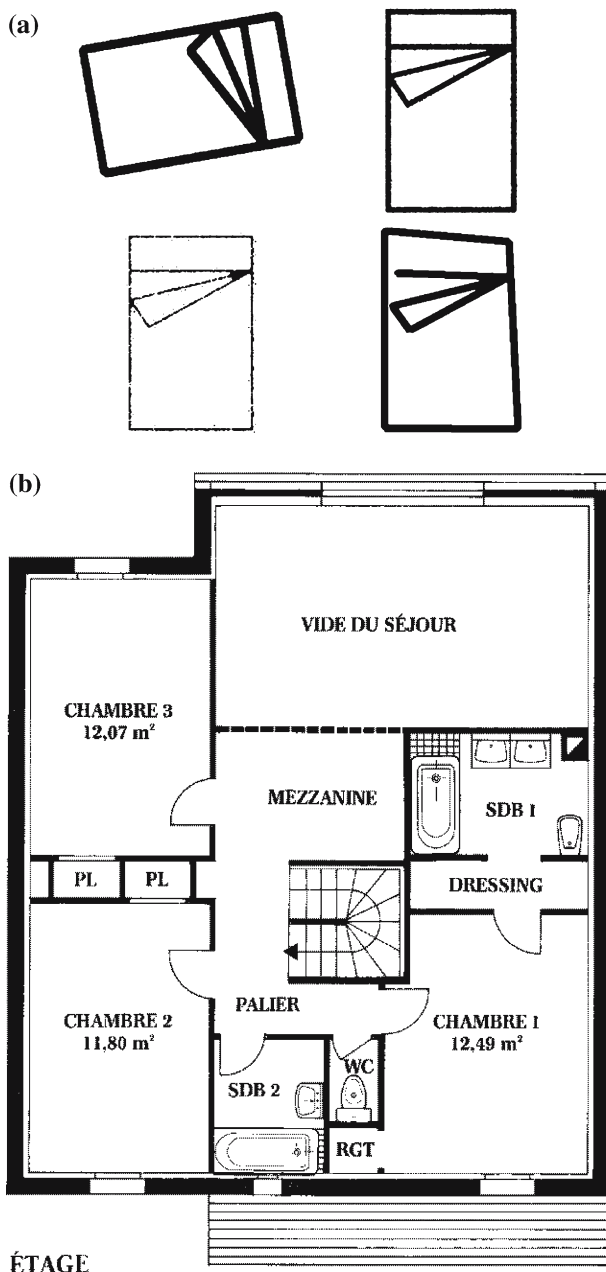 (a)
(b)
VIDE DU SÉJOUR
CHAMBRE 3
12,07 m²
MEZZANINE
SDB 1
PL
PL
DRESSING
PALIER
CHAMBRE 2
11,80 m²
CHAMBRE 1
12,49 m²
WC
SDB 2
RGT
ÉTAGE